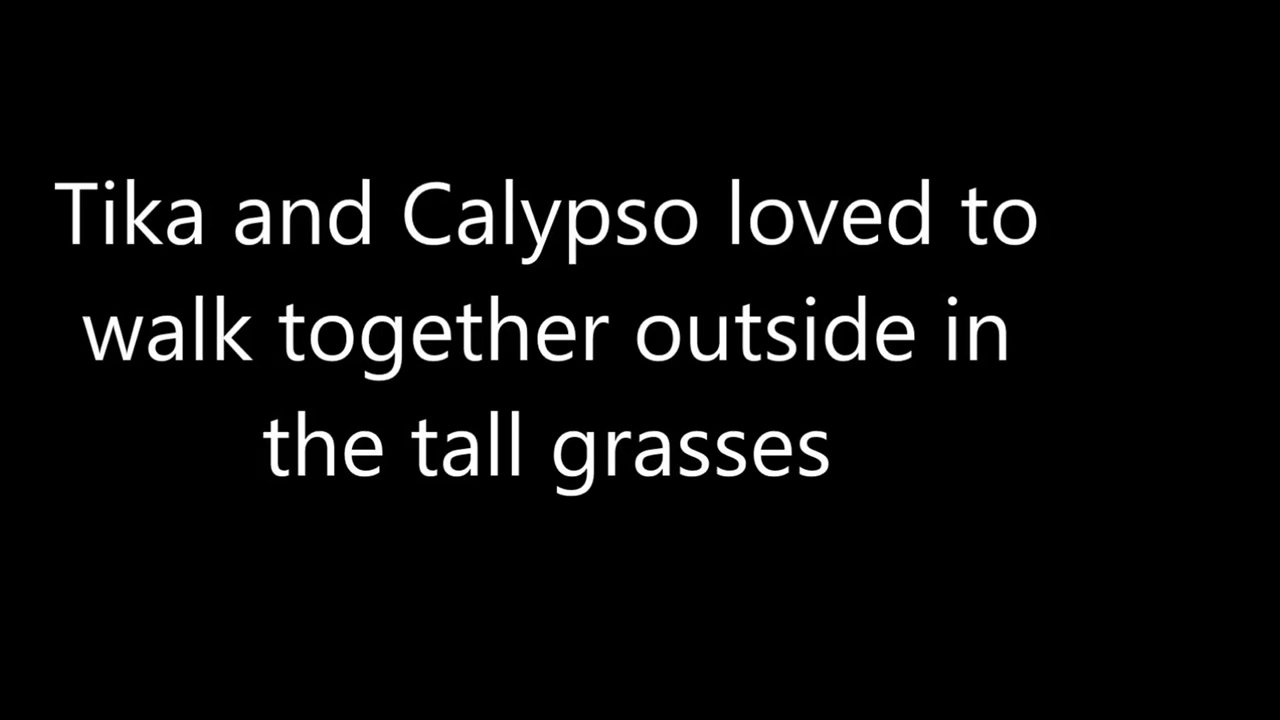 Tika and Calypso loved to
walk together outside in
the tall grasses